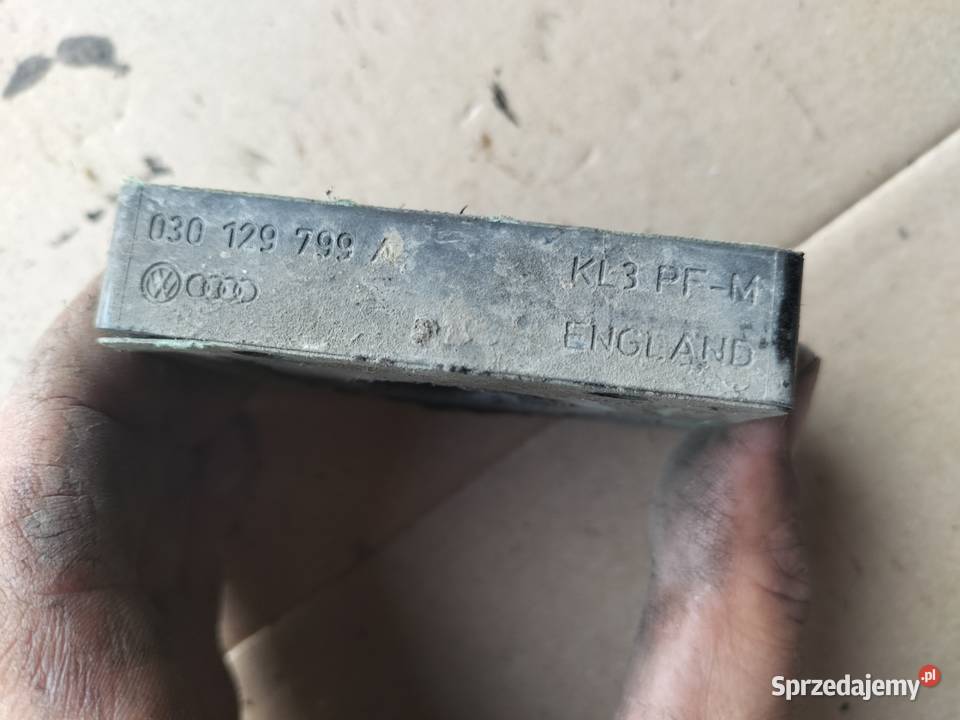 030 129 799 A
KL3 PF-M
ENGLAND
Sprzedajemy.pl